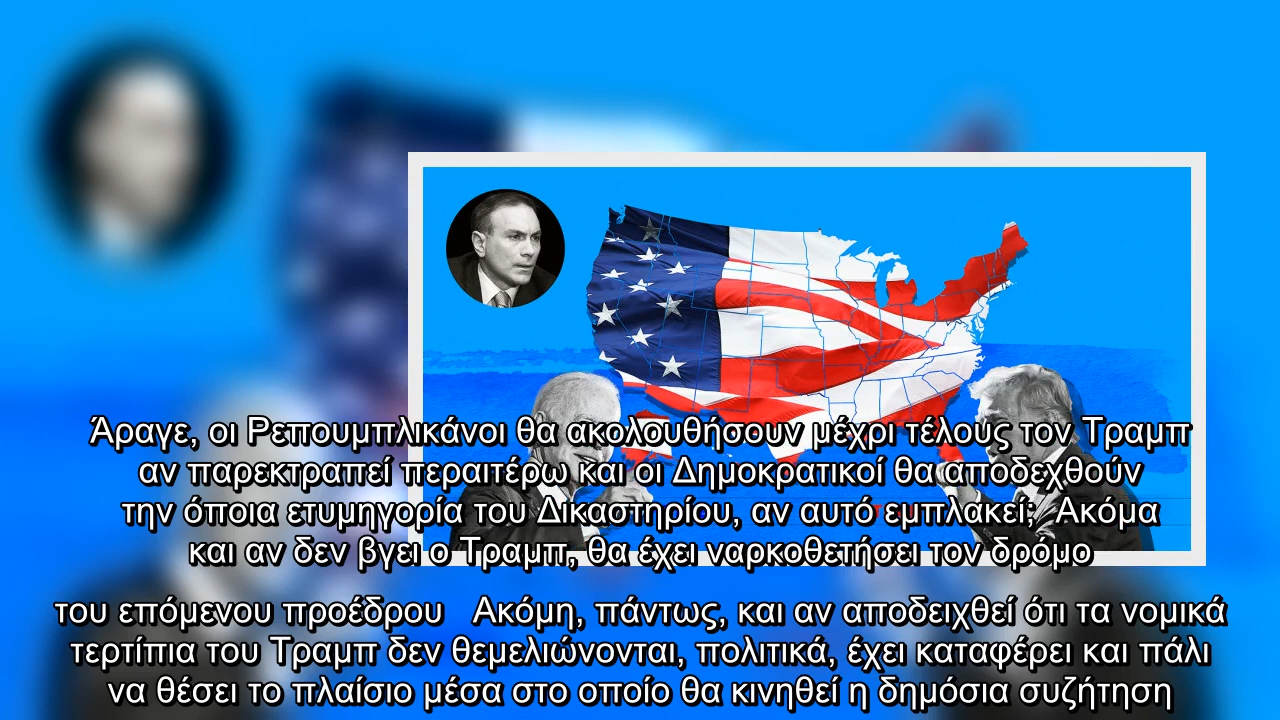 Άραγε, οι Ρεπουμπλικάνοι θα ακολουθήσουν μέχρι τέλους τον Τραμπ
αν παρεκτραπεί περαιτέρω και οι Δημοκρατικοί θα αποδεχθούν
την όποια ετυμηγορία του Δικαστηρίου, αν αυτό εμπλακεί; Ακόμα
και αν δεν βγει ο Τραμπ, θα έχει ναρκοθετήσει τον δρόμο
του επόμενου προέδρου Ακόμη, πάντως, και αν αποδειχθεί ότι τα νομικά
τερτίπια του Τραμπ δεν θεμελιώνονται, πολιτικά, έχει καταφέρει και πάλι
να θέσει το πλαίσιο μέσα στο οποίο θα κινηθεί η δημόσια συζήτηση